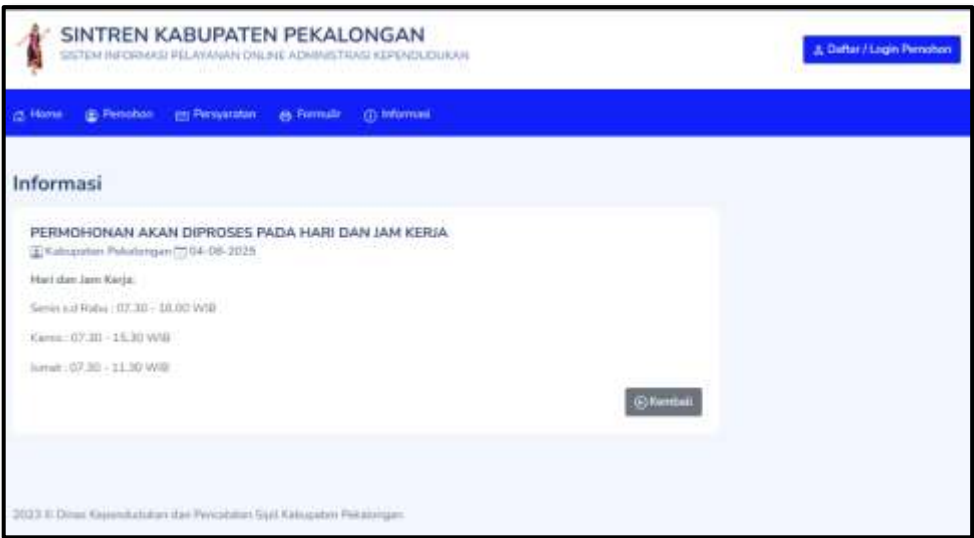 SINTREN KABUPATEN PEKALONGAN
SISTEM INFORMASI PELAYANAN ONLINE ADMINISTRASI KEPENDUDUKAN
Daftar / Login Pemohon
Home Pemohon Persyaratan Formulir Informasi
Informasi
PERMOHONAN AKAN DIPROSES PADA HARI DAN JAM KERJA
Kabupaten Pekalongan 04-08-2025
Hari dan Jam Kerja:
Senin s.d Rabu : 07.30 - 16.00 WIB
Kamis : 07.30 - 15.30 WIB
Jumat : 07.30 - 11.30 WIB
Kembali
2023 © Dinas Kependudukan dan Pencatatan Sipil Kabupaten Pekalongan